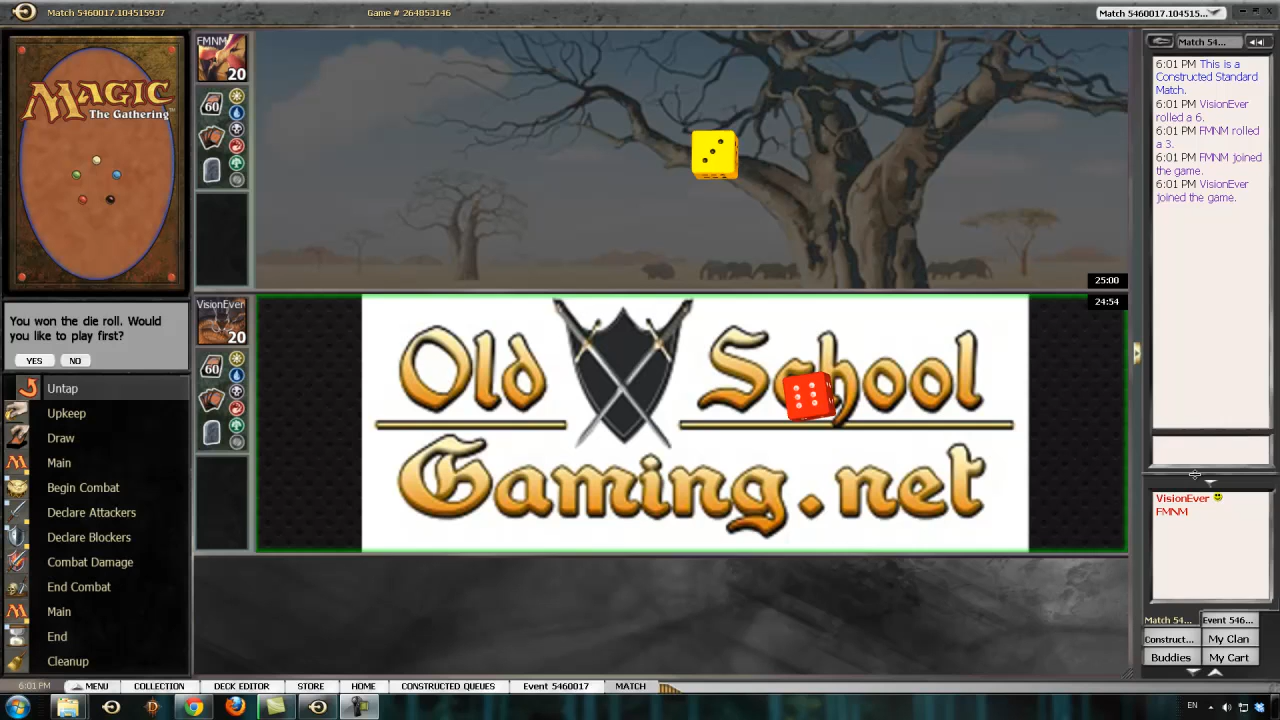 Match 5460017.104515937
Game # 264853146
Match 5460017.104515...
FMNM
20
60
MAGIC
The Gathering
25:00
24:54
VisionEver
20
60
You won the die roll. Would
you like to play first?
YES
NO
Untap
Upkeep
Draw
Main
Begin Combat
Declare Attackers
Declare Blockers
Combat Damage
End Combat
Main
End
Cleanup
Old School
Gaming.net
Match 54...
6:01 PM This is a
Constructed Standard
Match.
6:01 PM VisionEver
rolled a 6.
6:01 PM FMNM rolled
a 3.
6:01 PM FMNM joined
the game.
6:01 PM VisionEver
joined the game.
VisionEver
FMNM
Match 54...
Event 546...
Construct...
My Clan
Buddies
My Cart
6:01 PM
MENU
COLLECTION
DECK EDITOR
STORE
HOME
CONSTRUCTED QUEUES
Event 5460017
MATCH
EN
6:01 PM